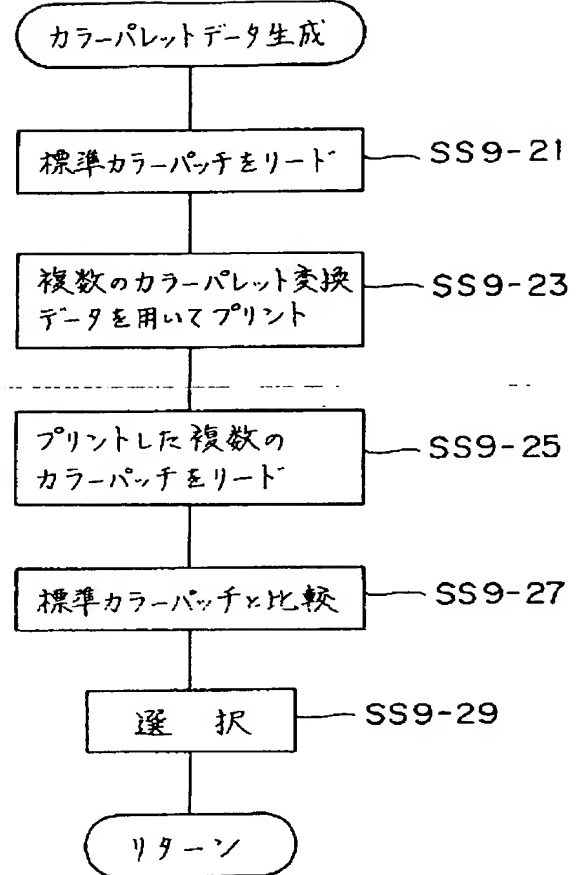 カラーパレットデータ生成
標準カラーパッチをリード
SS9-21
複数のカラーパレット変換
データを用いてプリント
SS9-23
プリントした複数の
カラーパッチをリード
SS9-25
標準カラーパッチと比較
SS9-27
選 択
SS9-29
リターン